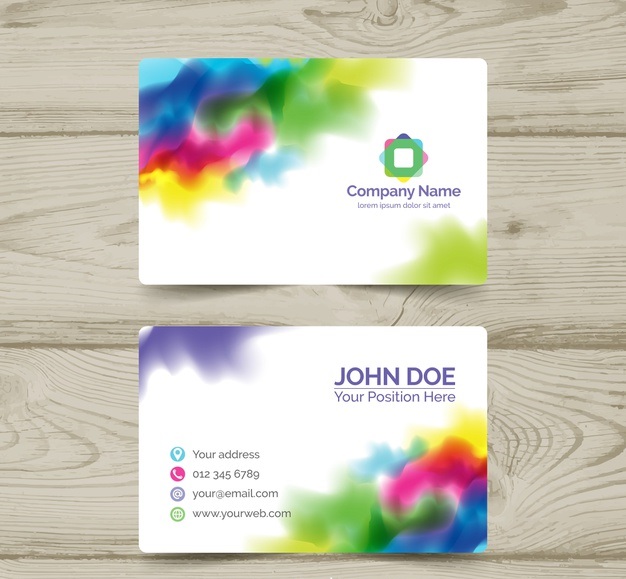 Company Name
lorem ipsum dolor sit amet
JOHN DOE
Your Position Here
Your address
012 345 6789
your@email.com
www.yourweb.com